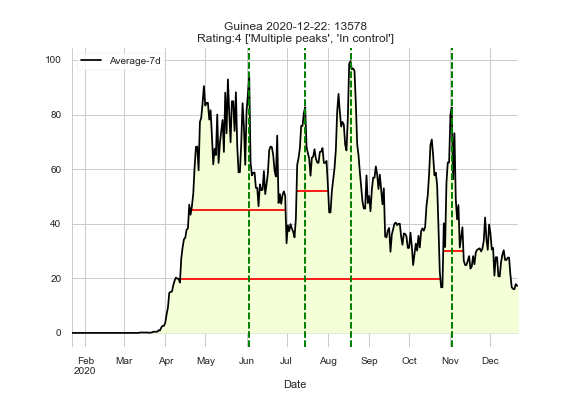 Guinea 2020-12-22: 13578
Rating:4 ['Multiple peaks', 'In control']
Average-7d
100
80
60
40
20
0
Feb Mar Apr May Jun Jul Aug Sep Oct Nov Dec
2020
Date